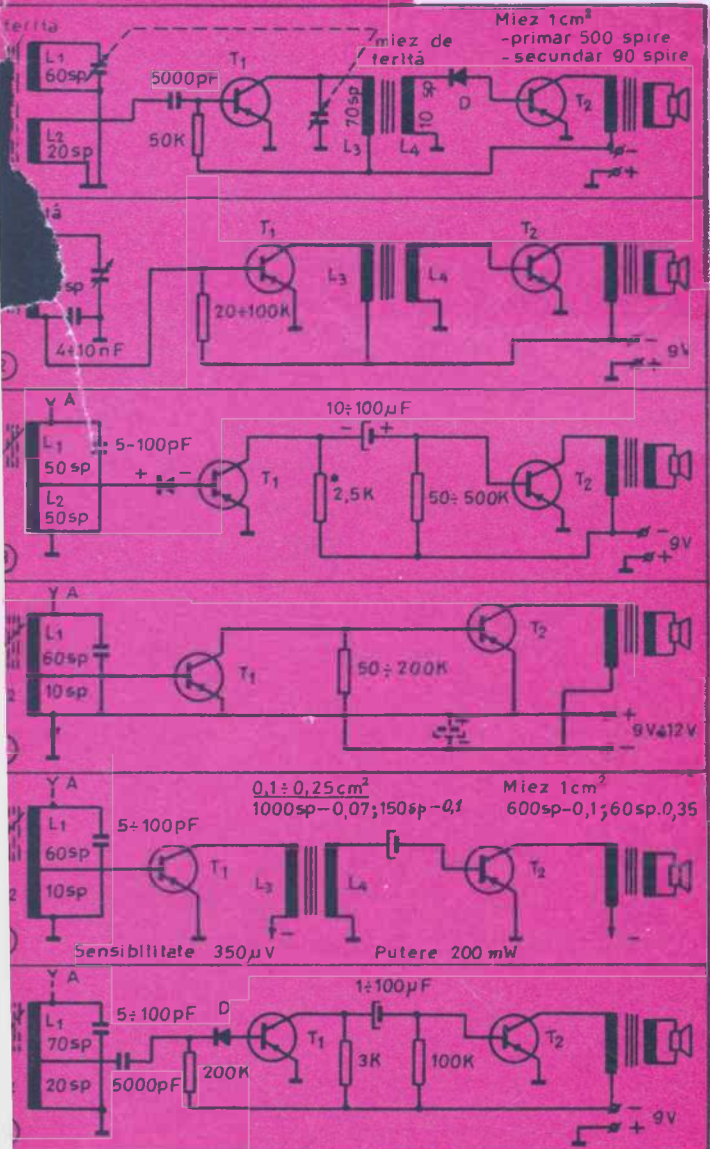 ferită
L1
60sp
L2
20sp
5000pF
50K
T1
miez de
ferită
70sp
10 sp
L3
L4
D
Miez 1cm²
-primar 500 spire
-secundar 90 spire
T2
-
+
sp
4÷10nF
20÷100K
T1
L3
L4
T2
-
+
9V
A
L1
50sp
L2
50sp
5-100pF
+ -
T1
10÷100µF
- +
* 2,5K
50÷500K
T2
-
+
9V
A
L1
60sp
10sp
T1
50÷200K
T2
+
9V÷12V
-
A
L1
60sp
10sp
5÷100pF
T1
0,1÷0,25cm²
1000sp-0,07;150sp-0,1
L3
L4
-
Miez 1cm²
600sp-0,1;60sp.0,35
T2
-
Sensibilitate 350µV Putere 200mW
A
L1
70sp
20sp
5÷100pF
5000pF
D
200K
T1
1÷100µF
3K
100K
T2
-
+
9V